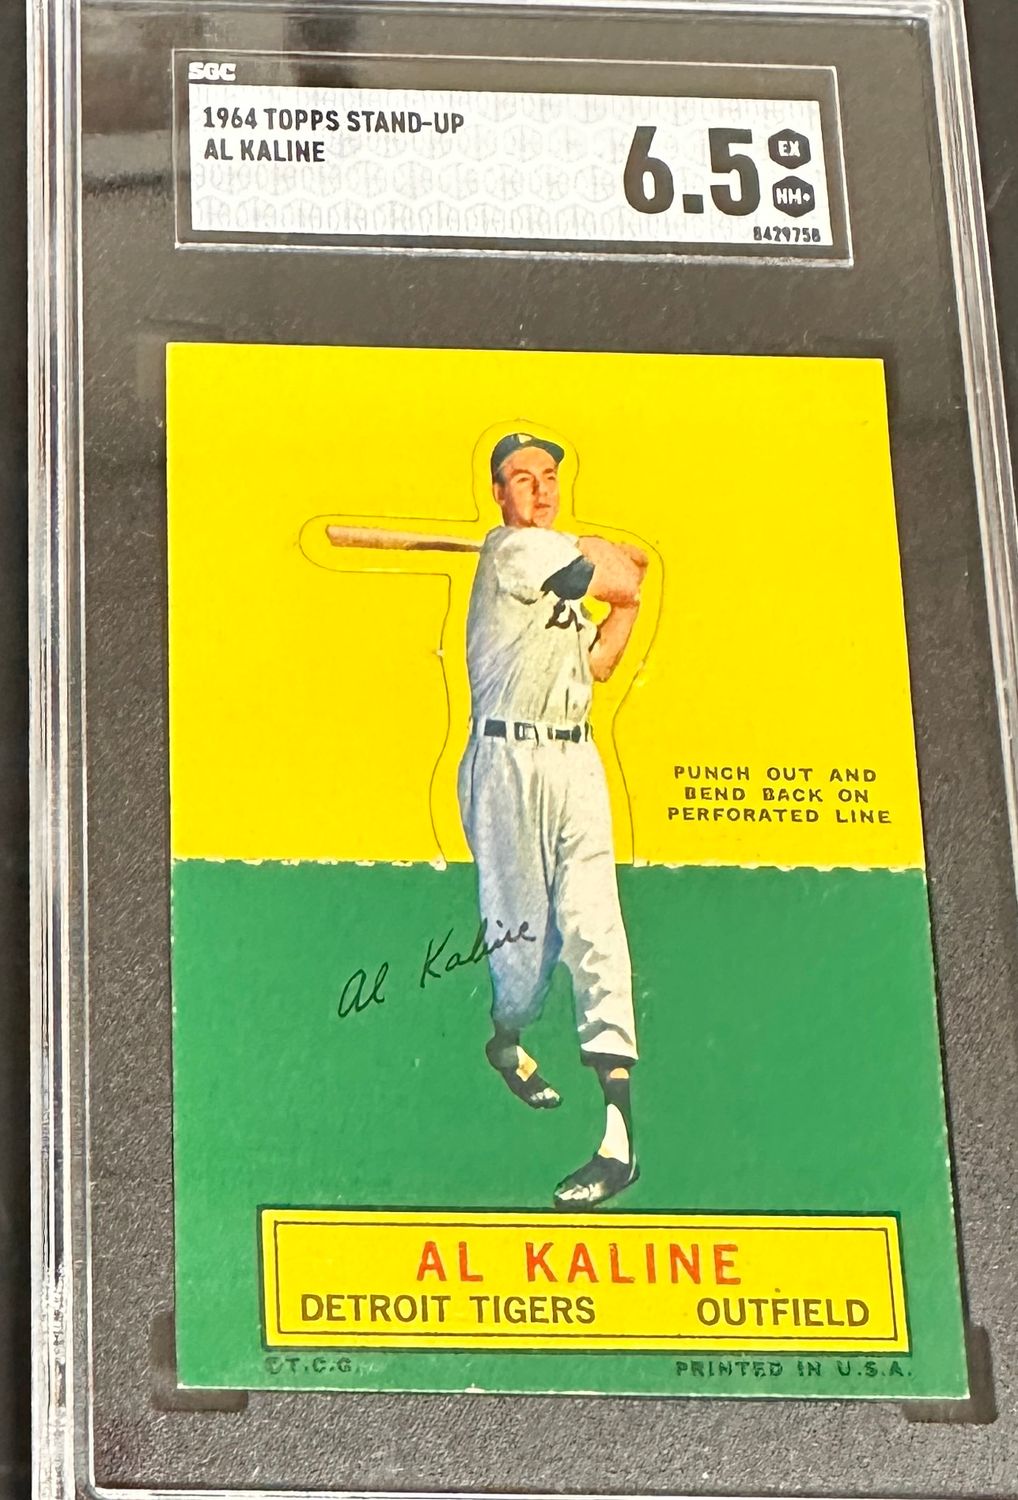 SGC
1964 TOPPS STAND-UP
AL KALINE
6.5
EX
NM+
8429758
PUNCH OUT AND
BEND BACK ON
PERFORATED LINE
Al Kaline
AL KALINE
DETROIT TIGERS OUTFIELD
©T.C.G.
PRINTED IN U.S.A.